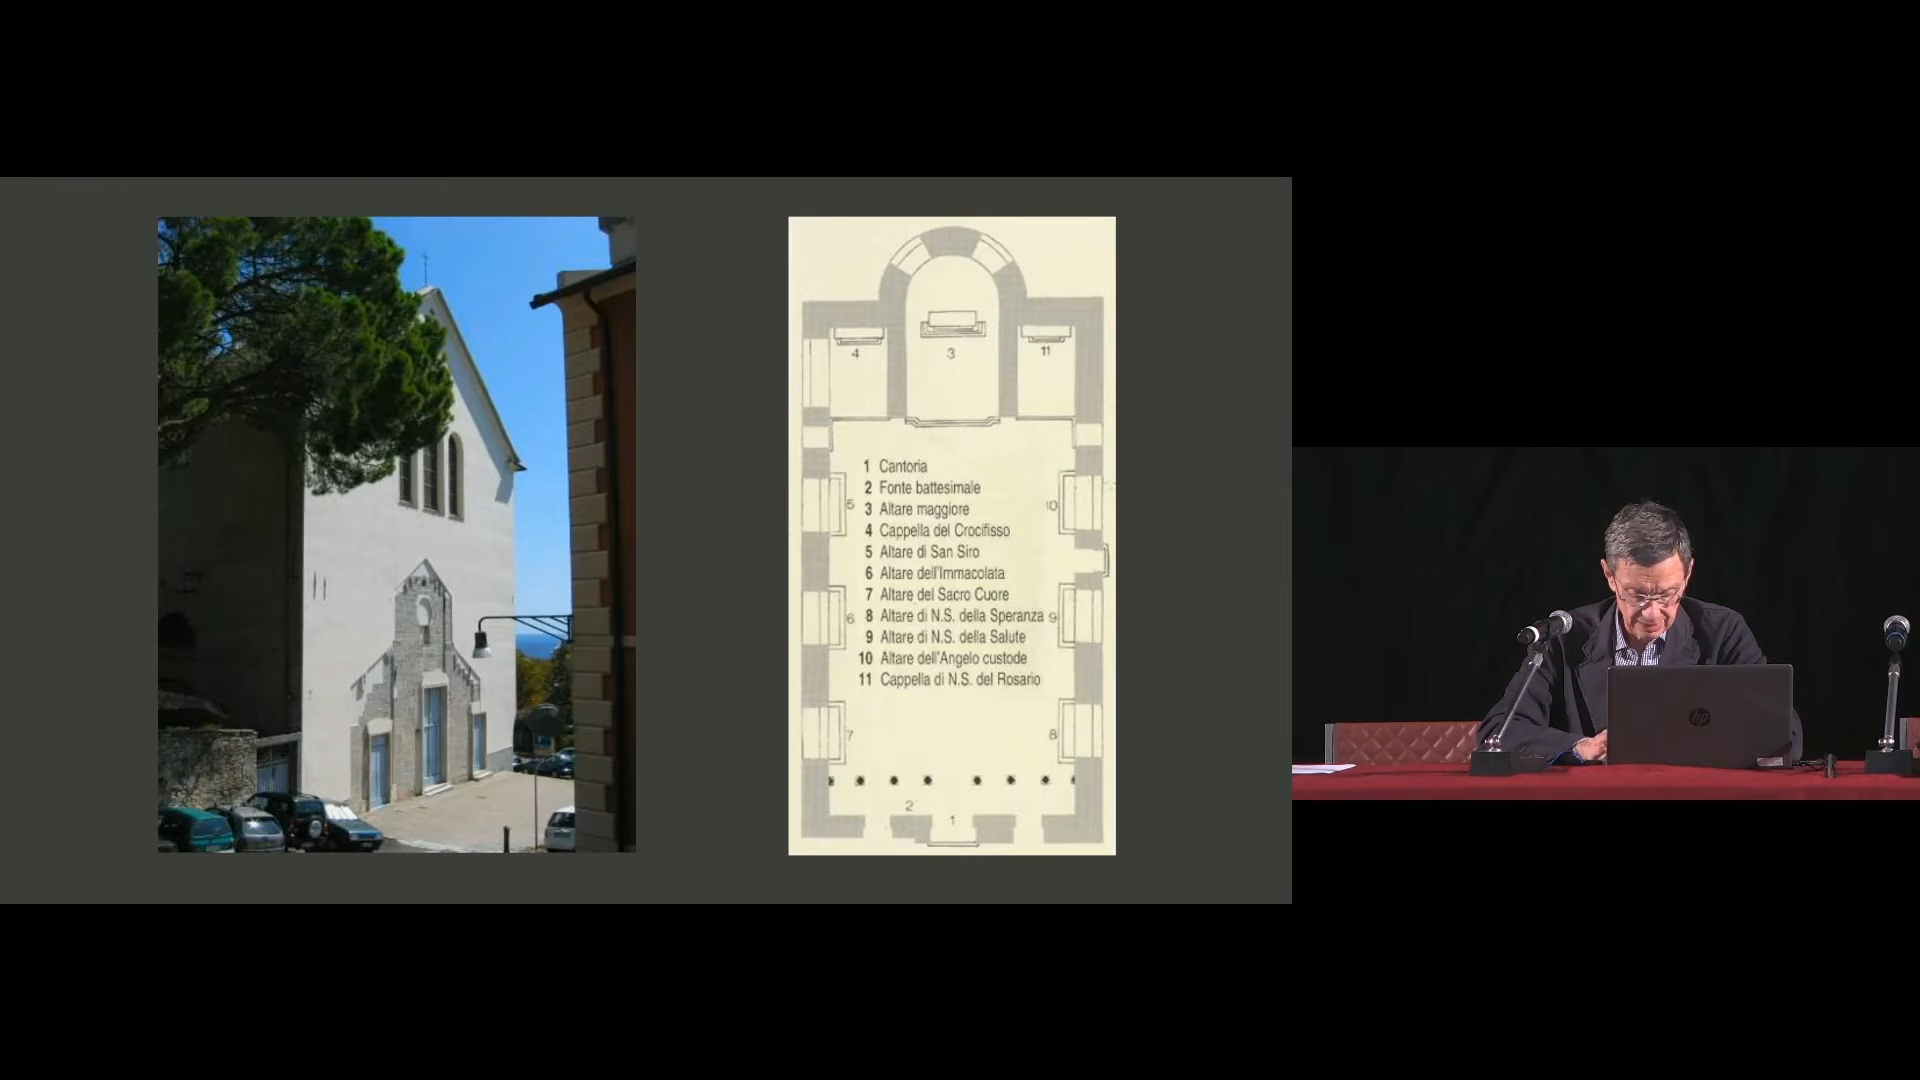 4
3
11
1 Cantoria
2 Fonte battesimale
3 Altare maggiore
4 Cappella del Crocifisso
5 Altare di San Siro
6 Altare dell'Immacolata
7 Altare del Sacro Cuore
8 Altare di N.S. della Speranza
9 Altare di N.S. della Salute
10 Altare dell'Angelo custode
11 Cappella di N.S. del Rosario
5
10
6
9
7
8
2
1
hp